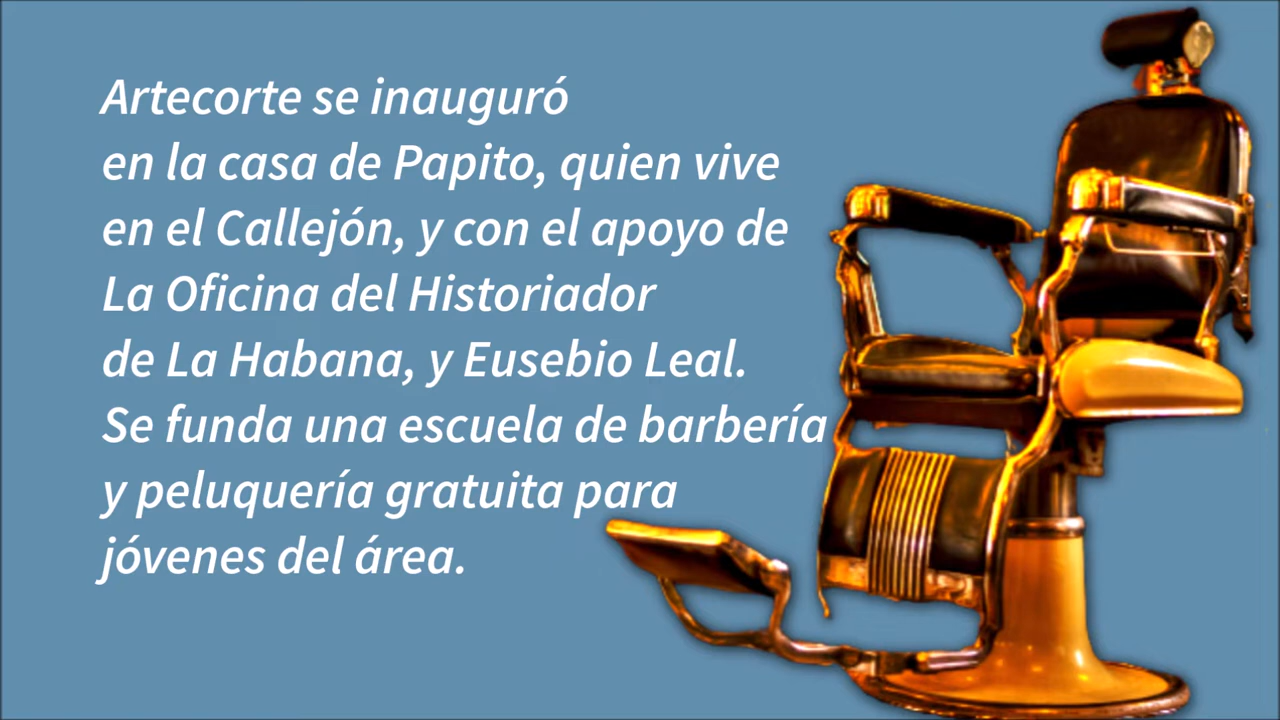 Artecorte se inauguró
en la casa de Papito, quien vive
en el Callejón, y con el apoyo de
La Oficina del Historiador
de La Habana, y Eusebio Leal.
Se funda una escuela de barbería
y peluquería gratuita para
jóvenes del área.